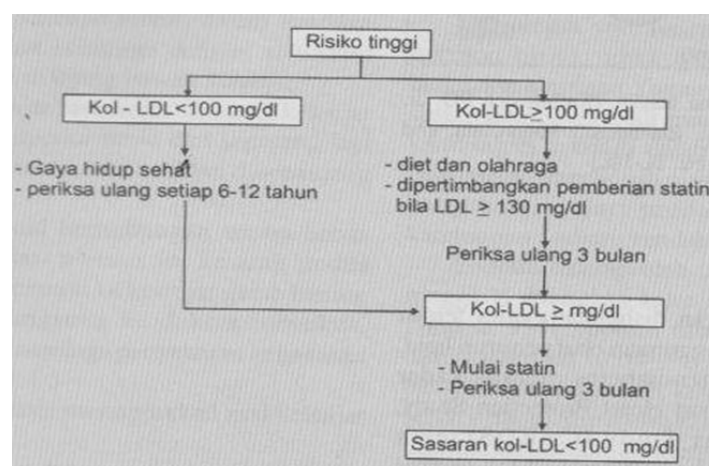 Risiko tinggi
Kol - LDL<100 mg/dl
Kol-LDL≥100 mg/dl
- Gaya hidup sehat
- periksa ulang setiap 6-12 tahun
- diet dan olahraga
- dipertimbangkan pemberian statin
bila LDL ≥ 130 mg/dl
Periksa ulang 3 bulan
Kol-LDL ≥ mg/dl
- Mulai statin
- Periksa ulang 3 bulan
Sasaran kol-LDL<100 mg/dl